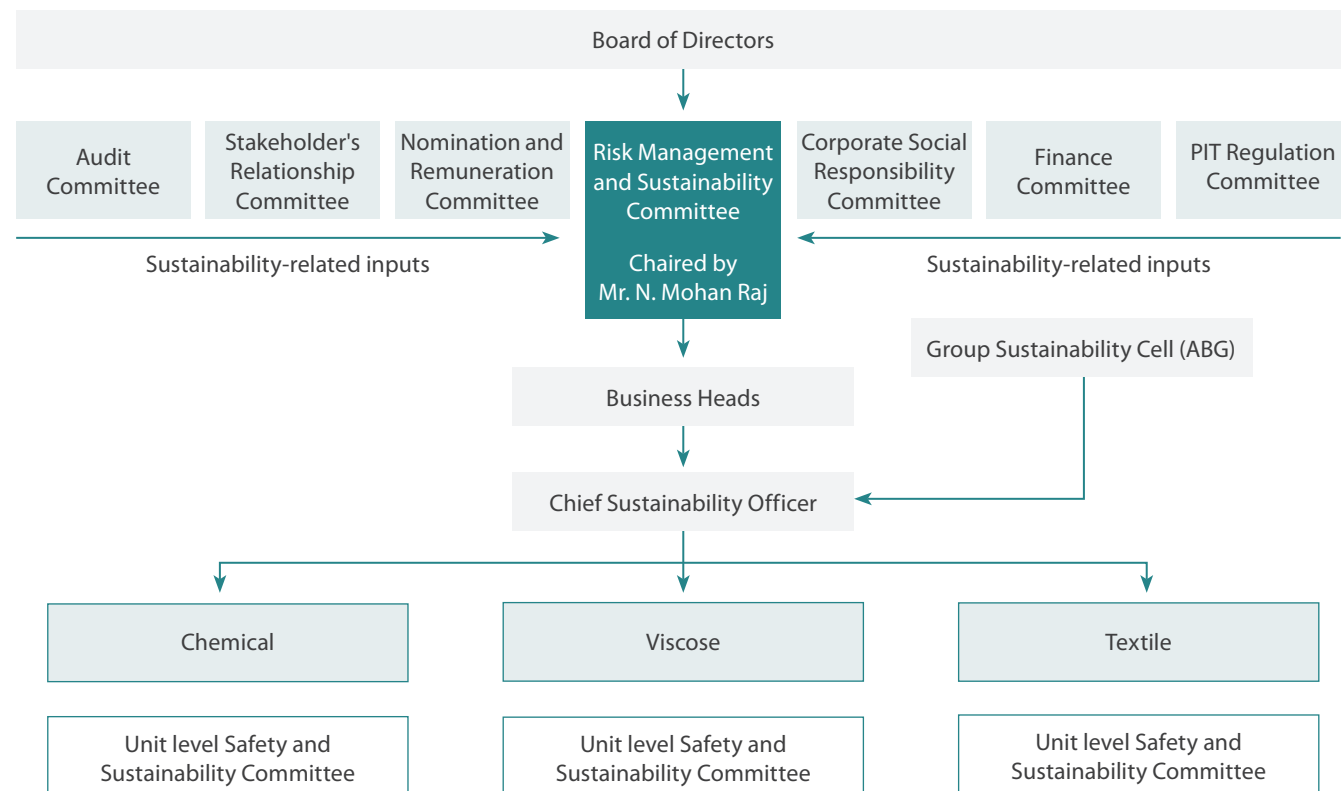 Board of Directors
Audit
Committee
Stakeholder's
Relationship
Committee
Nomination and
Remuneration
Committee
Risk Management
and Sustainability
Committee
Chaired by
Mr. N. Mohan Raj
Corporate Social
Responsibility
Committee
Finance
Committee
PIT Regulation
Committee
Sustainability-related inputs
Sustainability-related inputs
Group Sustainability Cell (ABG)
Business Heads
Chief Sustainability Officer
Chemical
Viscose
Textile
Unit level Safety and
Sustainability Committee
Unit level Safety and
Sustainability Committee
Unit level Safety and
Sustainability Committee